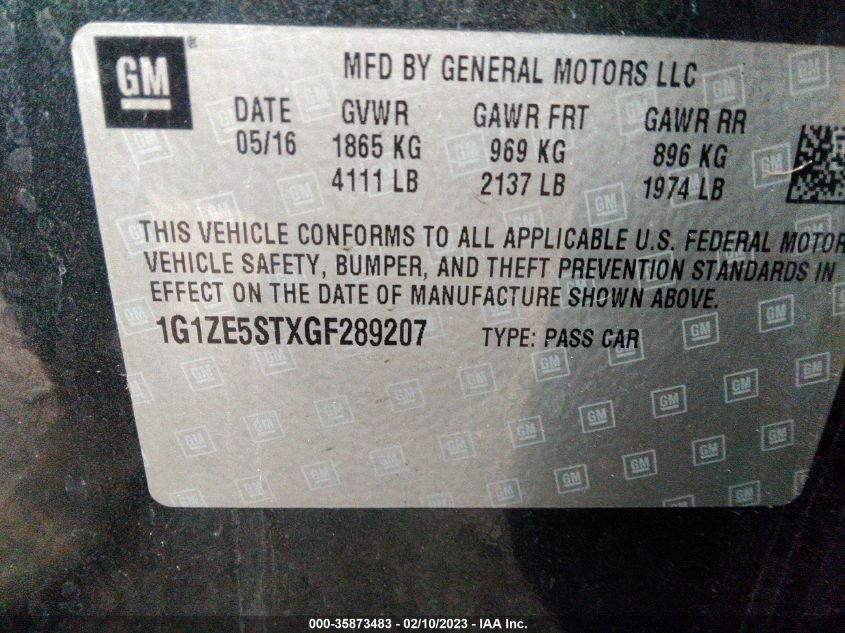 GM
MFD BY GENERAL MOTORS LLC
DATE GVWR GAWR FRT GAWR RR
05/16 1865 KG 969 KG 896 KG
4111 LB 2137 LB 1974 LB
THIS VEHICLE CONFORMS TO ALL APPLICABLE U.S. FEDERAL MOTOR
VEHICLE SAFETY, BUMPER, AND THEFT PREVENTION STANDARDS IN
EFFECT ON THE DATE OF MANUFACTURE SHOWN ABOVE.
1G1ZE5STXGF289207 TYPE: PASS CAR
000-35873483 - 02/10/2023 - IAA Inc.